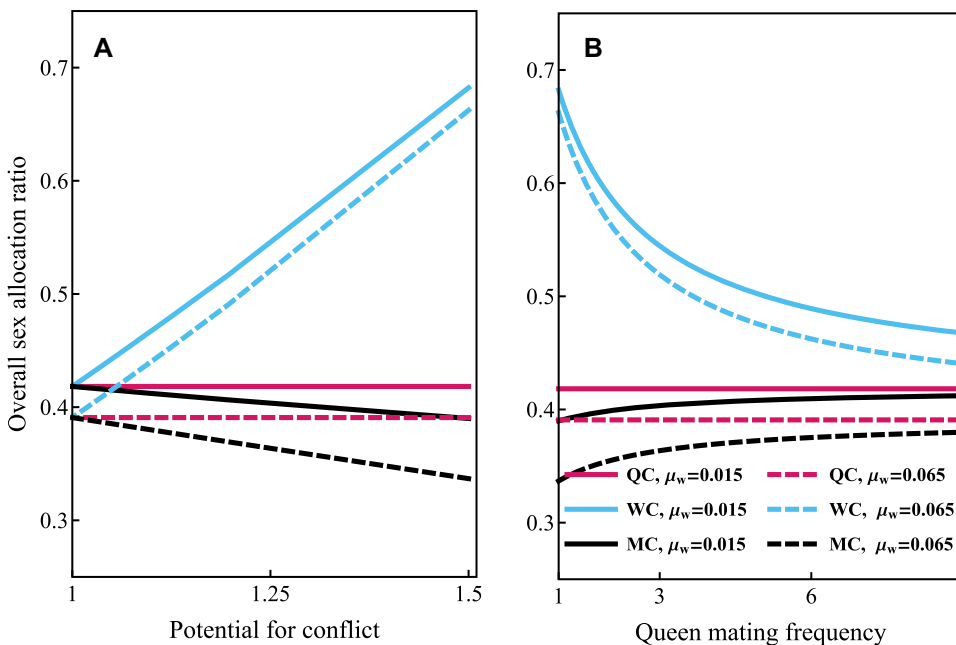 A
B
Overall sex allocation ratio
0.7
0.6
0.5
0.4
0.3
1
1.25
1.5
Potential for conflict
0.7
0.6
0.5
0.4
0.3
QC, μw=0.015
QC, μw=0.065
WC, μw=0.015
WC, μw=0.065
MC, μw=0.015
MC, μw=0.065
1
3
6
Queen mating frequency